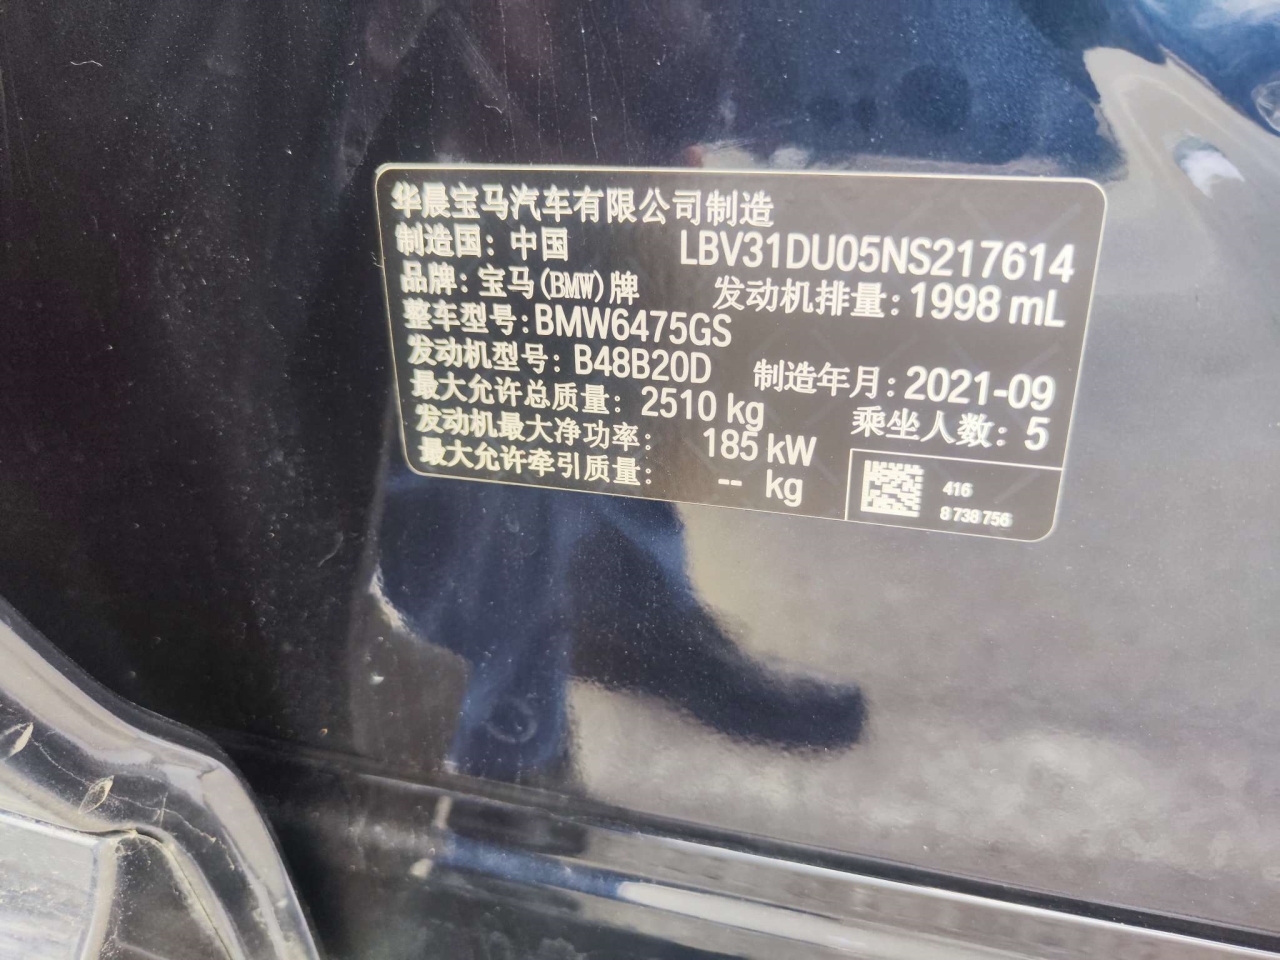 华晨宝马汽车有限公司制造
制造国：中国
LBV31DU05NS217614
品牌：宝马(BMW)牌
发动机排量：1998 mL
整车型号：BMW6475GS
发动机型号：B48B20D
制造年月：2021-09
最大允许总质量：2510 kg
乘坐人数：5
发动机最大净功率：185 kW
最大允许牵引质量：-- kg
416
8 738 756